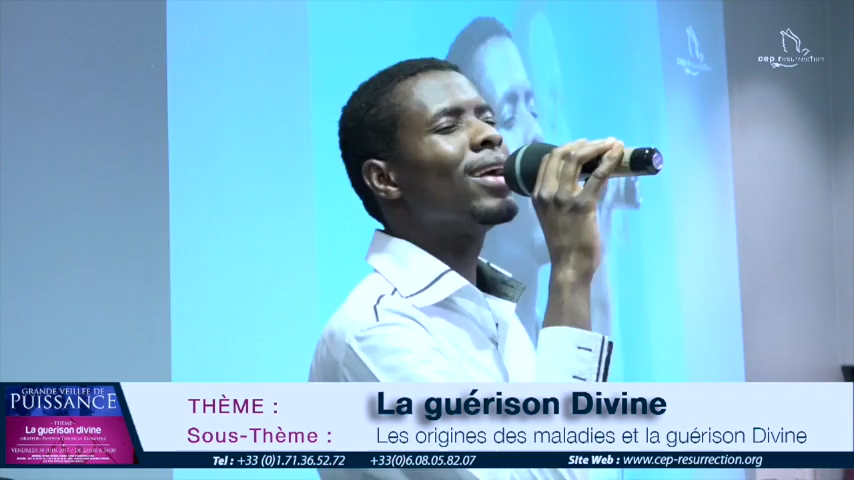 cep résurrection
GRANDE VEILLÉE DE
PUISSANCE
- THÈME -
La guérison divine
THÈME :
La guérison Divine
Sous-Thème :
Les origines des maladies et la guérison Divine
Tel : +33 (0)1.71.36.52.72
+33(0)6.08.05.82.07
Site Web : www.cep-resurrection.org